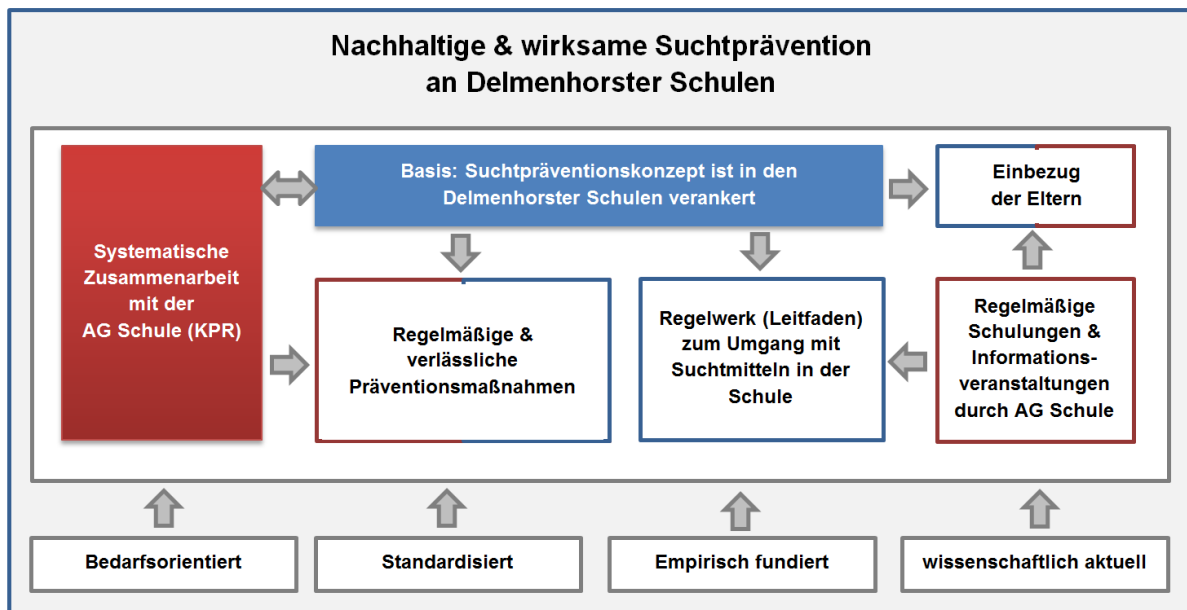 Nachhaltige & wirksame Suchtprävention
an Delmenhorster Schulen
Systematische
Zusammenarbeit
mit der
AG Schule (KPR)
Basis: Suchtpräventionskonzept ist in den
Delmenhorster Schulen verankert
Einbezug
der Eltern
Regelmäßige &
verlässliche
Präventionsmaßnahmen
Regelwerk (Leitfaden)
zum Umgang mit
Suchtmitteln in der
Schule
Regelmäßige
Schulungen &
Informations-
veranstaltungen
durch AG Schule
Bedarfsorientiert
Standardisiert
Empirisch fundiert
wissenschaftlich aktuell